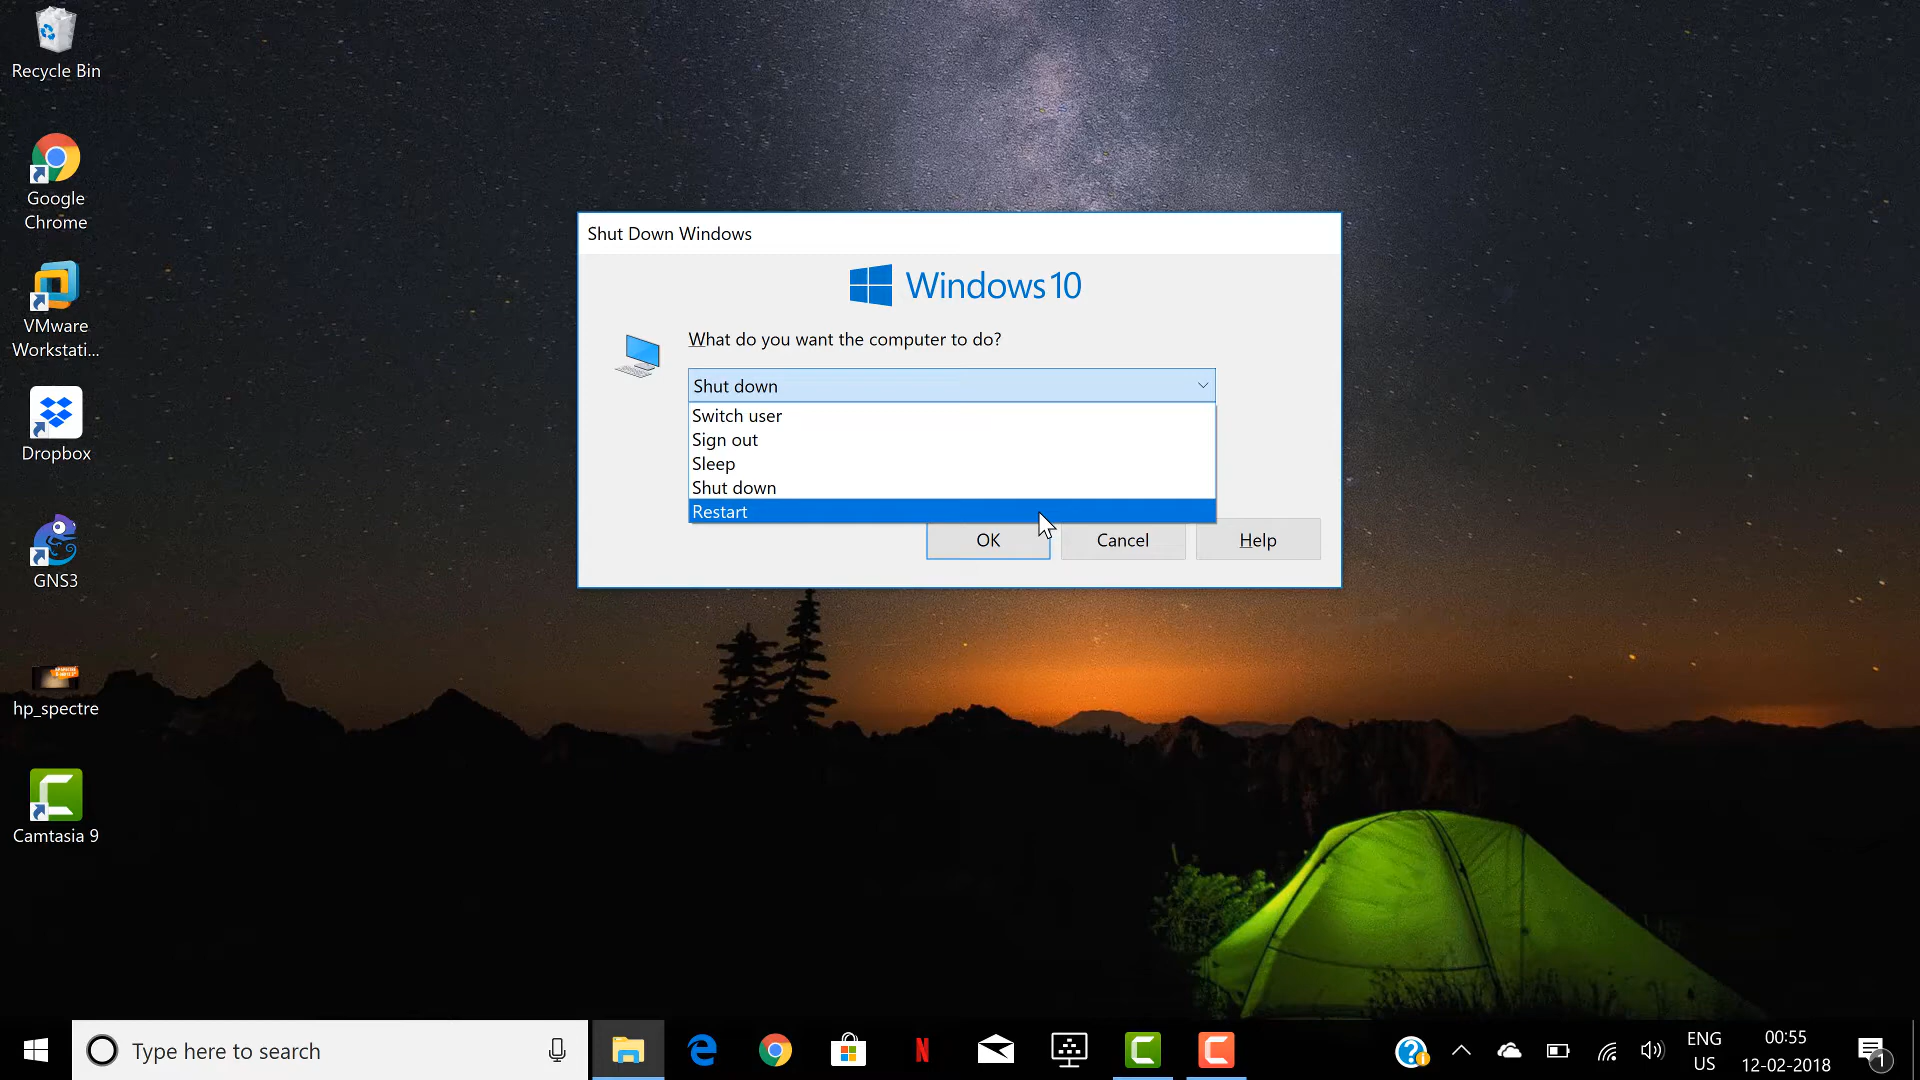 Recycle Bin
Google
Chrome
VMware
Workstati...
Dropbox
GNS3
hp_spectre
Camtasia 9
Shut Down Windows
Windows 10
What do you want the computer to do?
Shut down
Switch user
Sign out
Sleep
Shut down
Restart
OK
Cancel
Help
Type here to search
N
ENG
US
00:55
12-02-2018
1